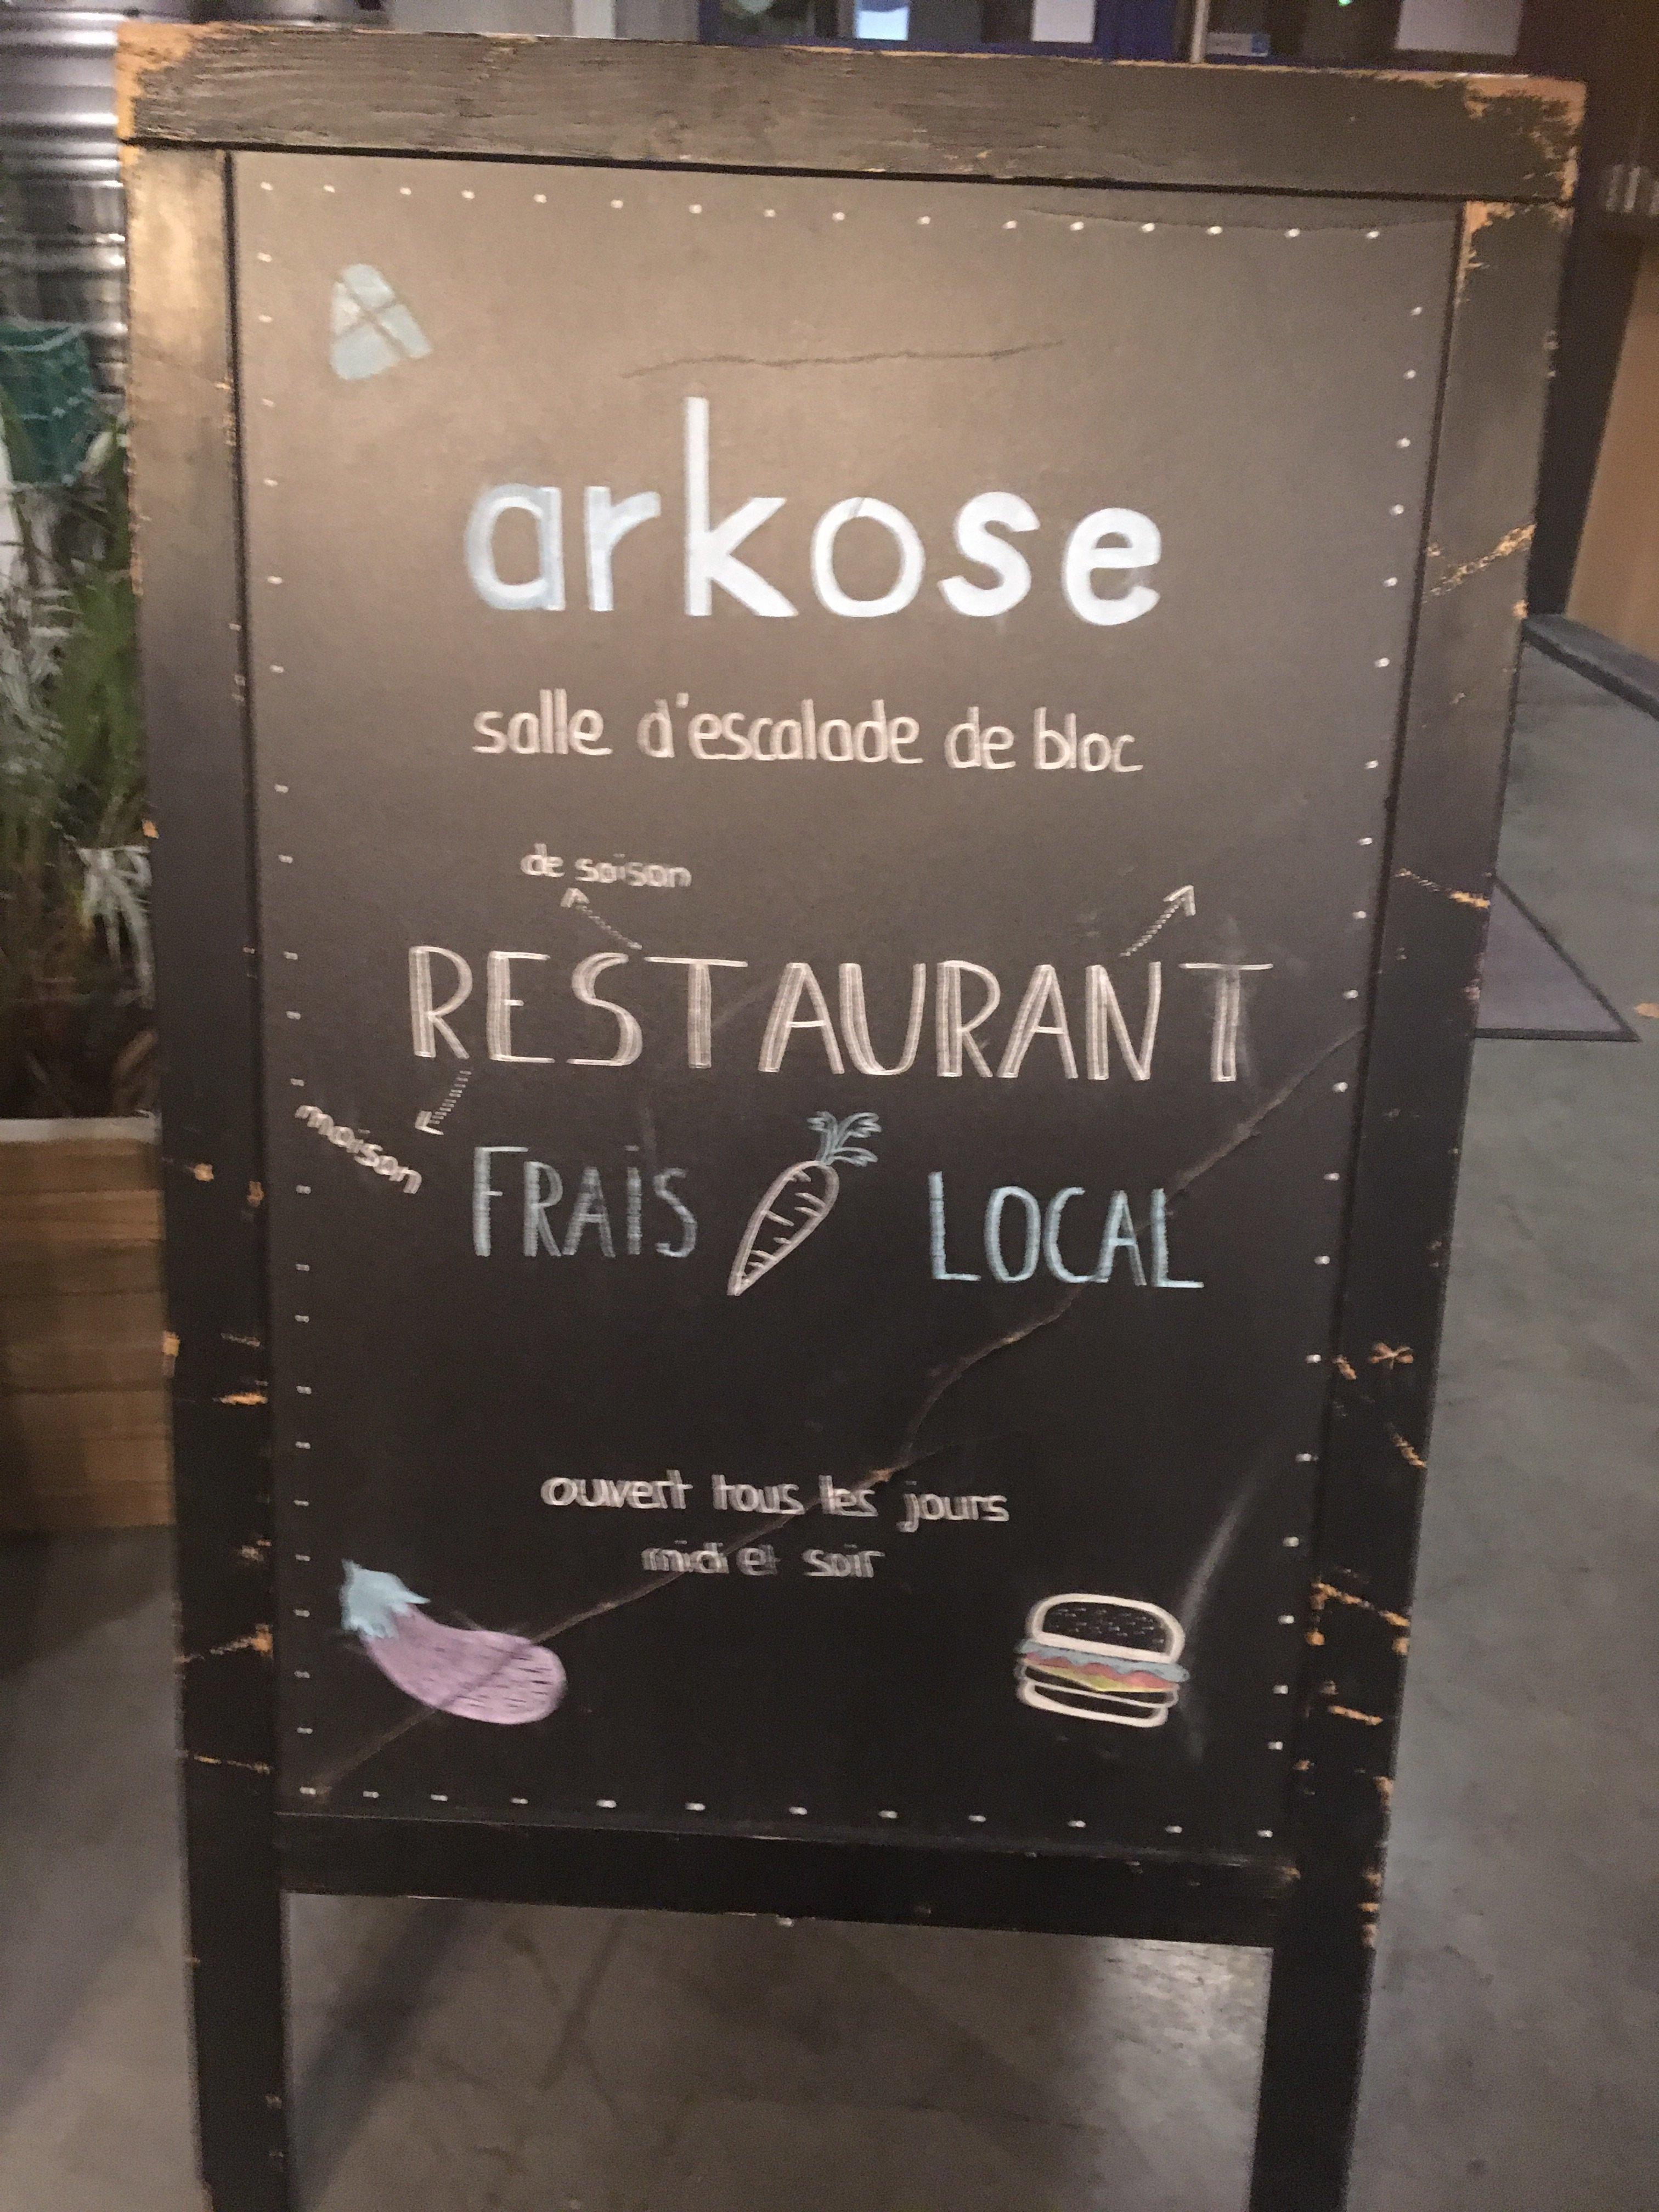 arkose
salle d'escalade de bloc
de saison
RESTAURANT
maison
FRAiS LOCAL
ouvert tous les jours
midi et soir